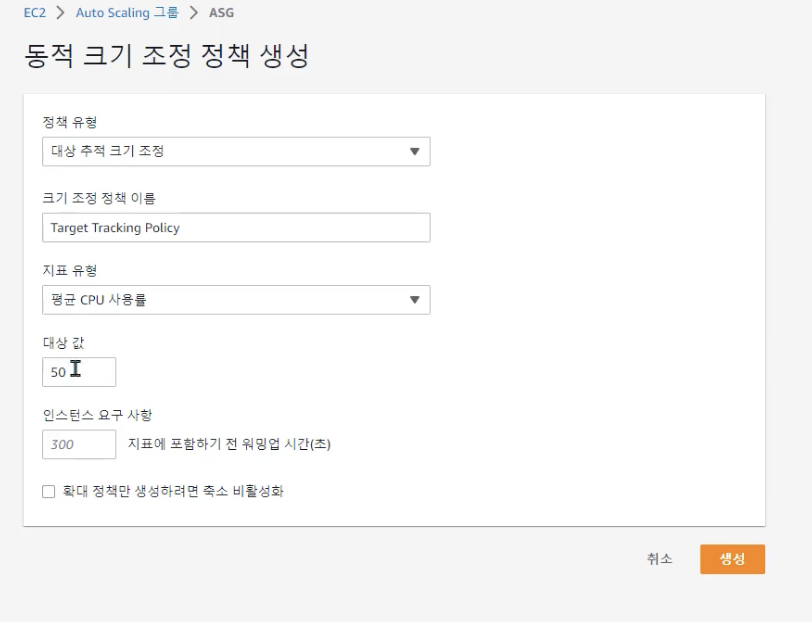 EC2 > Auto Scaling 그룹 > ASG
동적 크기 조정 정책 생성
정책 유형
대상 추적 크기 조정
크기 조정 정책 이름
Target Tracking Policy
지표 유형
평균 CPU 사용률
대상 값
50
인스턴스 요구 사항
300 지표에 포함하기 전 워밍업 시간(초)
확대 정책만 생성하려면 축소 비활성화
취소 생성